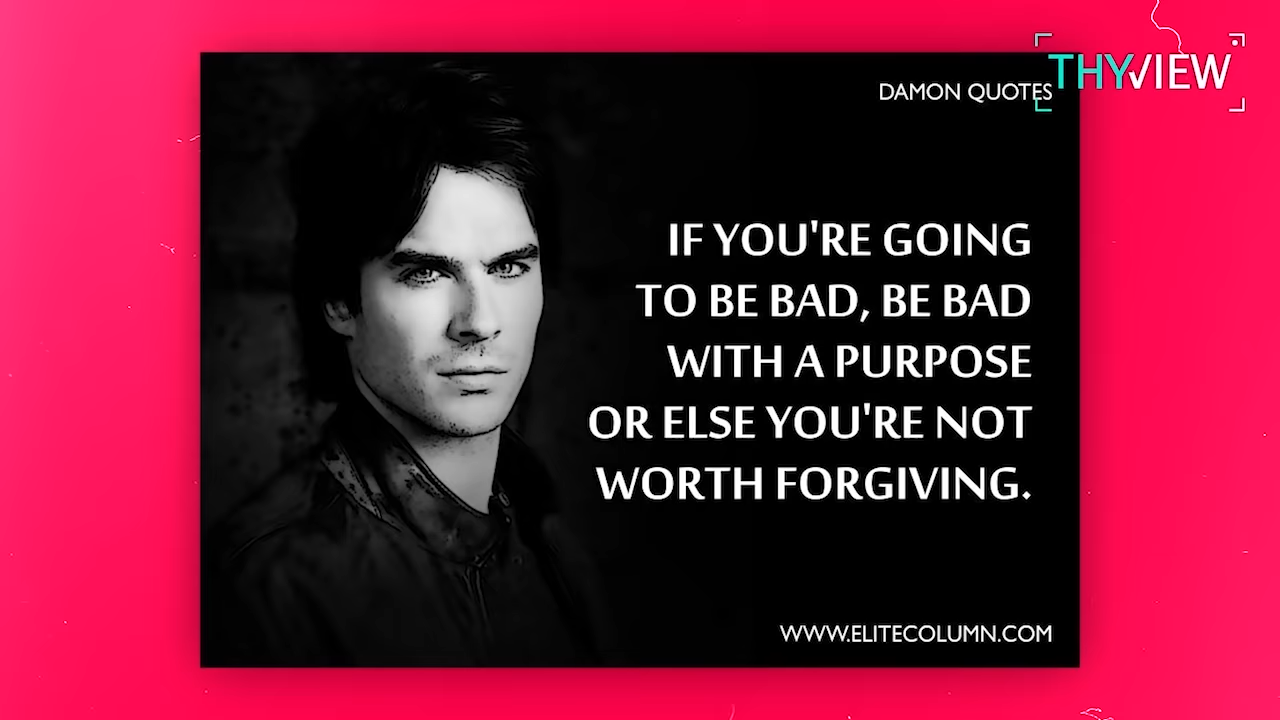 THYVIEW
DAMON QUOTES
IF YOU'RE GOING
TO BE BAD, BE BAD
WITH A PURPOSE
OR ELSE YOU'RE NOT
WORTH FORGIVING.
WWW.ELITECOLUMN.COM